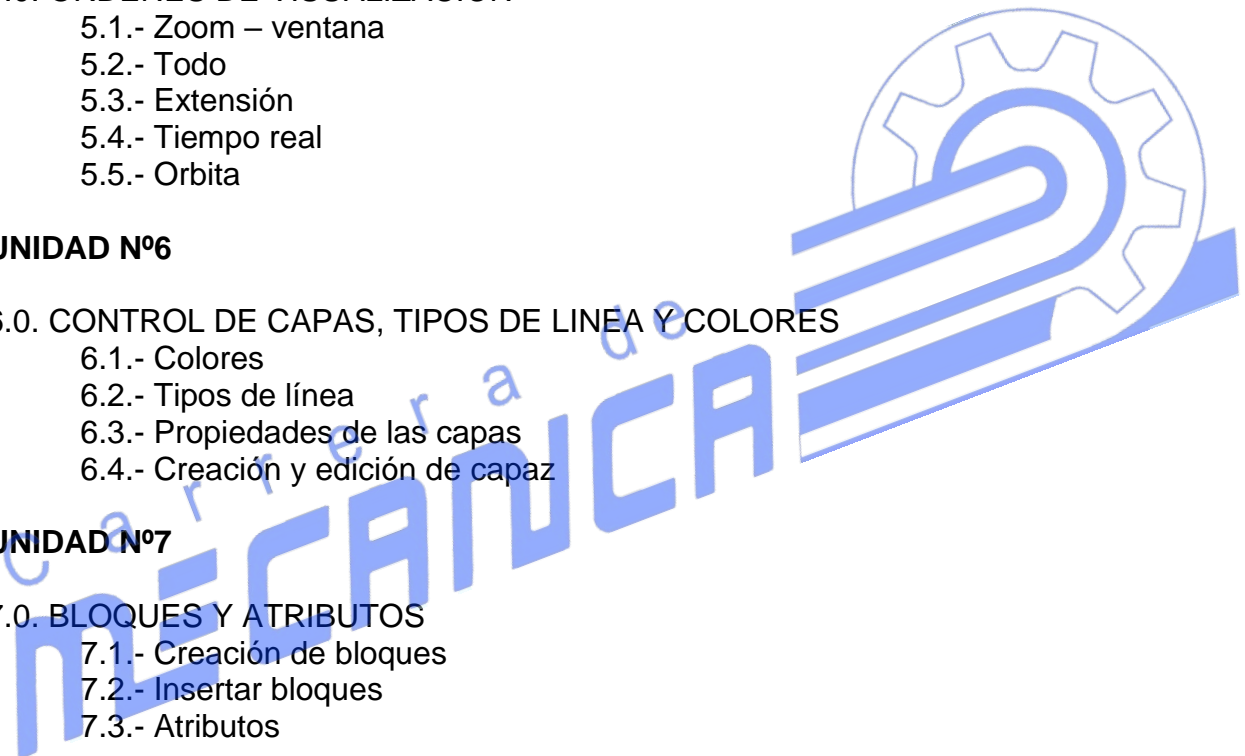 5.1.- Zoom – ventana
5.2.- Todo
5.3.- Extensión
5.4.- Tiempo real
5.5.- Orbita
UNIDAD Nº6
6.0. CONTROL DE CAPAS, TIPOS DE LINEA Y COLORES
6.1.- Colores
6.2.- Tipos de línea
6.3.- Propiedades de las capas
6.4.- Creación y edición de capaz
UNIDAD Nº7
7.0. BLOQUES Y ATRIBUTOS
7.1.- Creación de bloques
7.2.- Insertar bloques
7.3.- Atributos
Carrera de
MECANICA